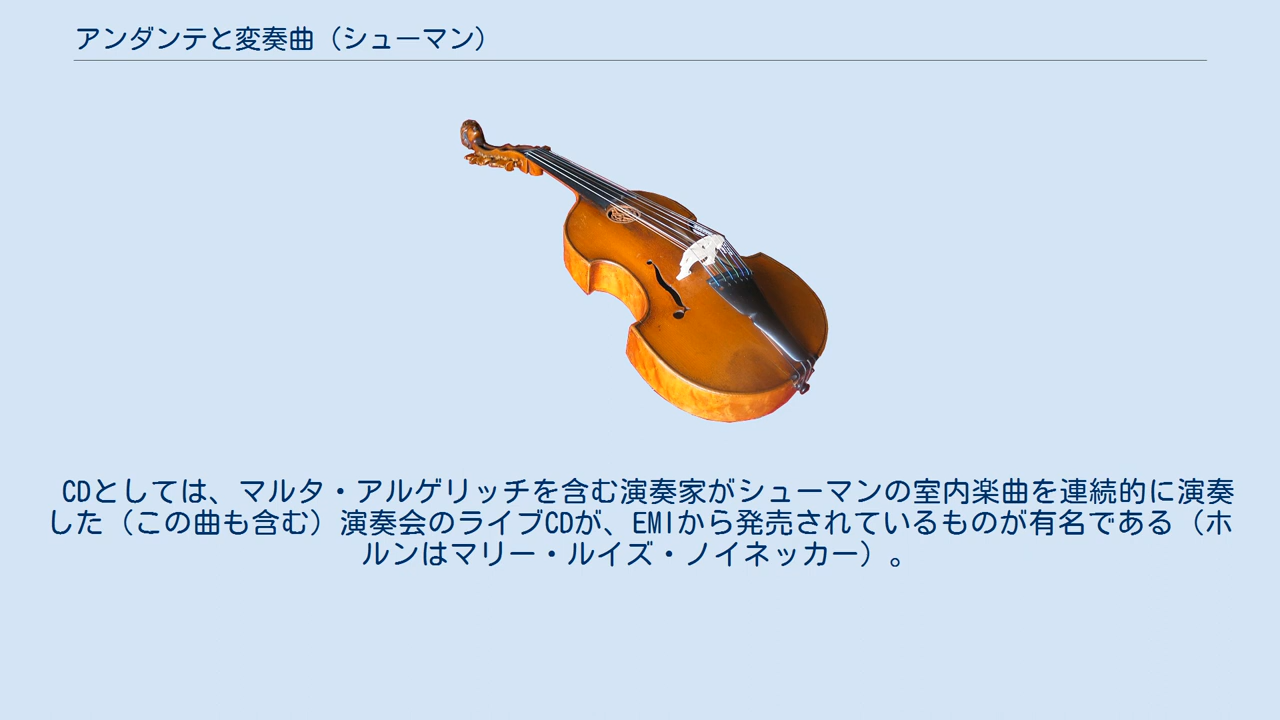 アンダンテと変奏曲（シューマン）
CDとしては、マルタ・アルゲリッチを含む演奏家がシューマンの室内楽曲を連続的に演奏
した（この曲も含む）演奏会のライブCDが、EMIから発売されているものが有名である（ホ
ルンはマリー・ルイズ・ノイネッカー）。